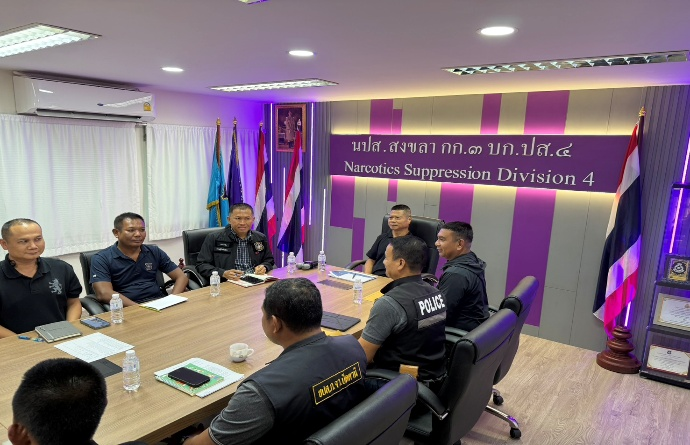 นปส. สงขลา กก.๓ บก.ปส.๔
Narcotics Suppression Division 4
POLICE